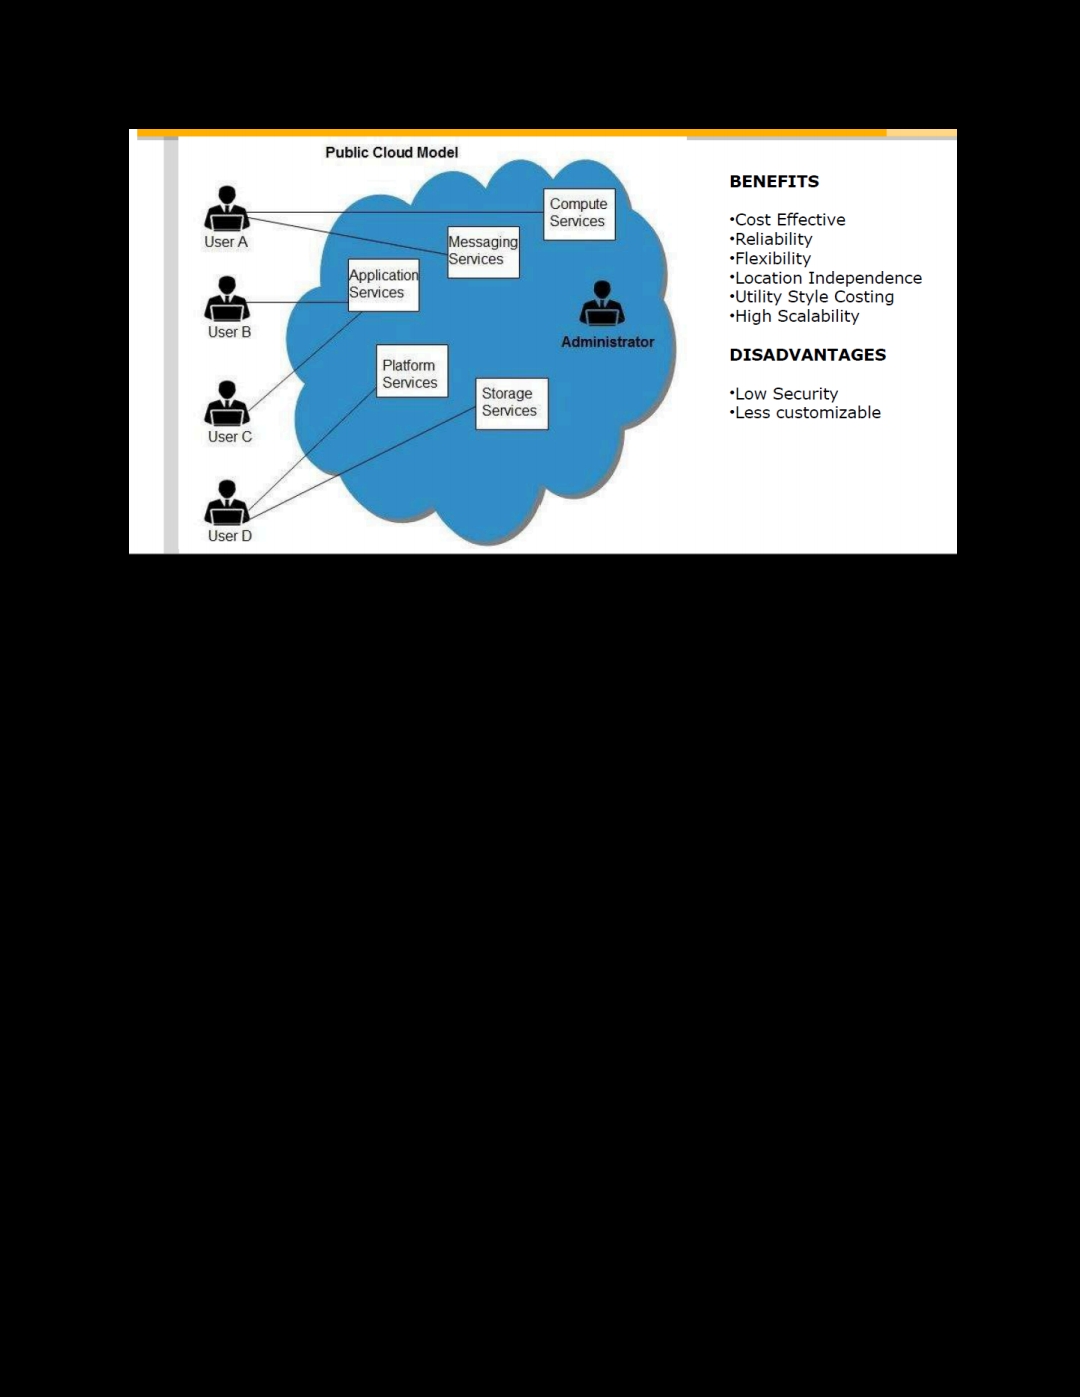 Public Cloud Model
User A
User B
User C
User D
Compute
Services
Messaging
Services
Application
Services
Administrator
Platform
Services
Storage
Services
BENEFITS
•Cost Effective
•Reliability
•Flexibility
•Location Independence
•Utility Style Costing
•High Scalability
DISADVANTAGES
•Low Security
•Less customizable